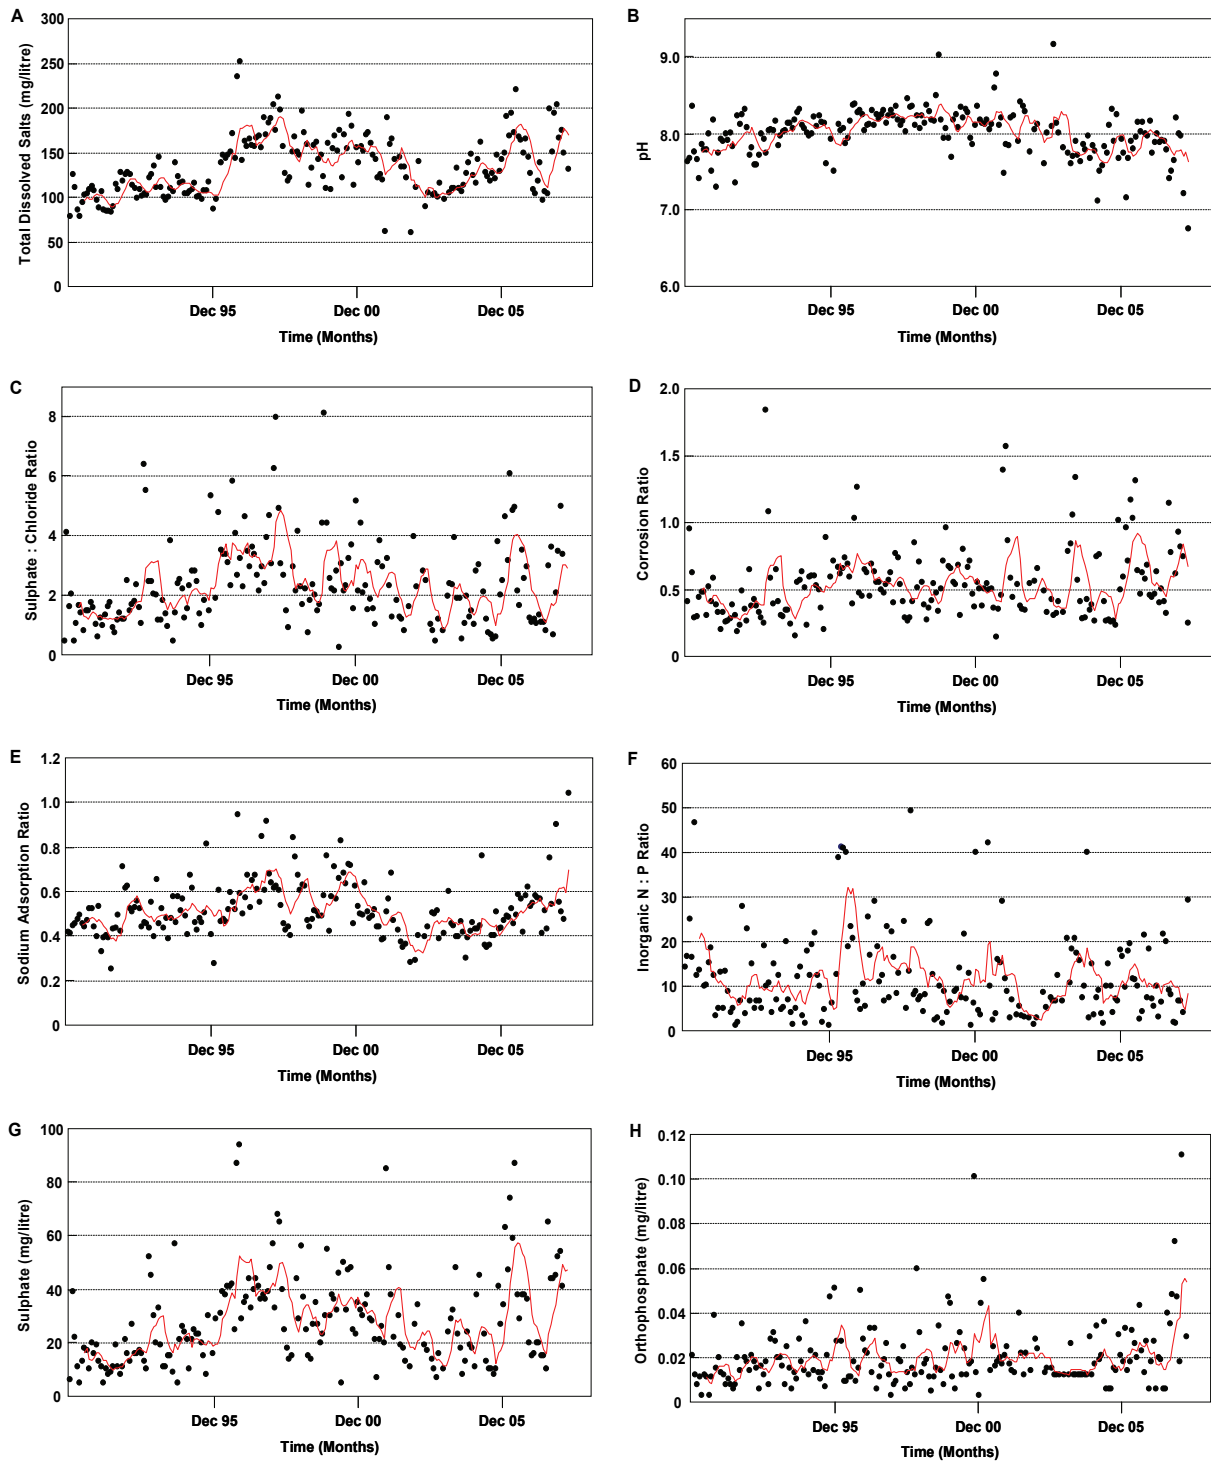 A
Total Dissolved Salts (mg/litre)
300
250
200
150
100
50
0
Dec 95
Dec 00
Dec 05
Time (Months)
B
pH
9.0
8.0
7.0
6.0
Dec 95
Dec 00
Dec 05
Time (Months)
C
Sulphate : Chloride Ratio
8
6
4
2
0
Dec 95
Dec 00
Dec 05
Time (Months)
D
Corrosion Ratio
2.0
1.5
1.0
0.5
0
Dec 95
Dec 00
Dec 05
Time (Months)
E
Sodium Adsorption Ratio
1.2
1.0
0.8
0.6
0.4
0.2
0
Dec 95
Dec 00
Dec 05
Time (Months)
F
Inorganic N : P Ratio
60
50
40
30
20
10
0
Dec 95
Dec 00
Dec 05
Time (Months)
G
Sulphate (mg/litre)
100
80
60
40
20
0
Dec 95
Dec 00
Dec 05
Time (Months)
H
Orthophosphate (mg/litre)
0.12
0.10
0.08
0.06
0.04
0.02
0
Dec 95
Dec 00
Dec 05
Time (Months)